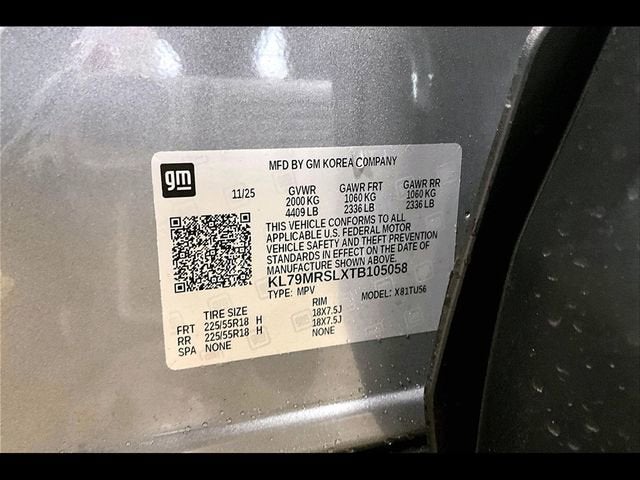 MFD BY GM KOREA COMPANY
gm
11/25 GVWR GAWR FRT GAWR RR
2000 KG 1060 KG 1060 KG
4409 LB 2336 LB 2336 LB
THIS VEHICLE CONFORMS TO ALL
APPLICABLE U.S. FEDERAL MOTOR
VEHICLE SAFETY AND THEFT PREVENTION
STANDARDS IN EFFECT ON THE DATE OF
MANUFACTURE SHOWN ABOVE.
KL79MRSLXTB105058
TYPE: MPV MODEL: X81TU56
TIRE SIZE RIM
FRT 225/55R18 H 18X7.5J
RR 225/55R18 H 18X7.5J
SPA NONE NONE